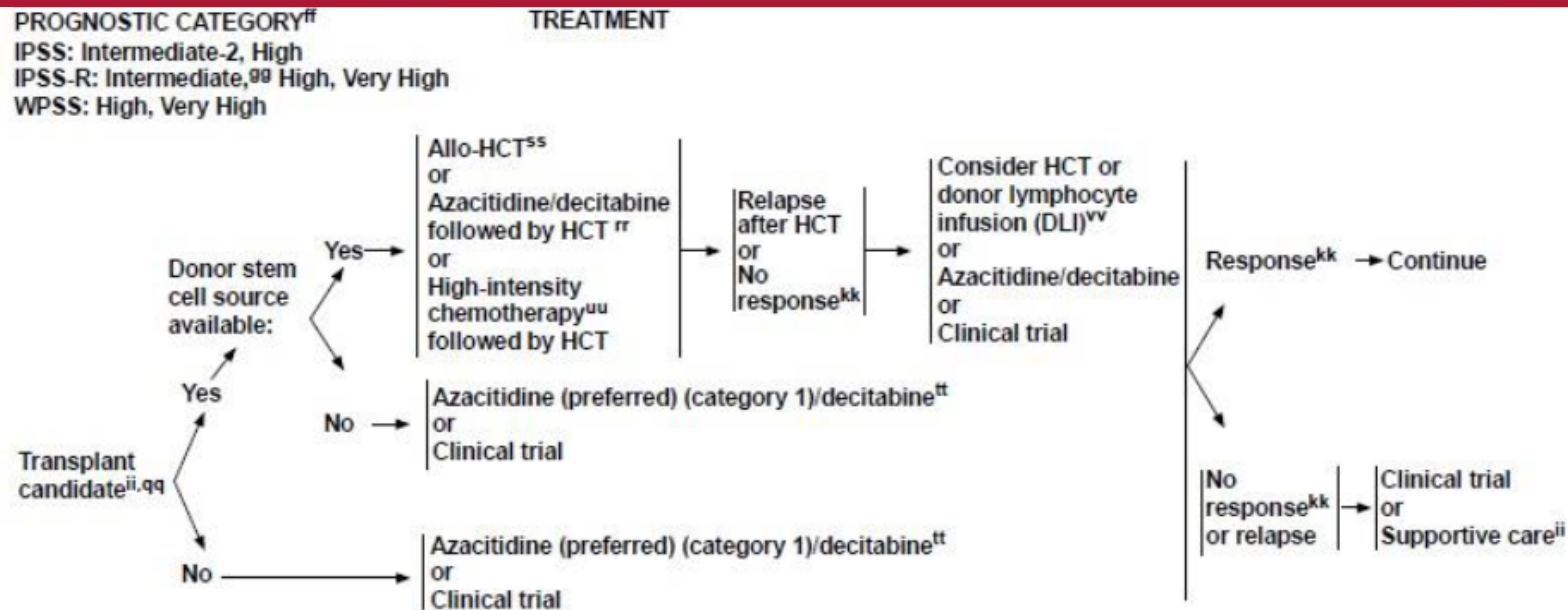 PROGNOSTIC CATEGORYff
TREATMENT
IPSS: Intermediate-2, High
IPSS-R: Intermediate,gg High, Very High
WPSS: High, Very High
Transplant
candidateii,qq
Yes
No
Donor stem
cell source
available:
Yes
No
Allo-HCTss
or
Azacitidine/decitabine
followed by HCT rr
or
High-intensity
chemotherapyuu
followed by HCT
Relapse
after HCT
or
No
responsekk
Consider HCT or
donor lymphocyte
infusion (DLI)vv
or
Azacitidine/decitabine
or
Clinical trial
Azacitidine (preferred) (category 1)/decitabinett
or
Clinical trial
Azacitidine (preferred) (category 1)/decitabinett
or
Clinical trial
Responsekk
Continue
No
responsekk
or relapse
Clinical trial
or
Supportive careii